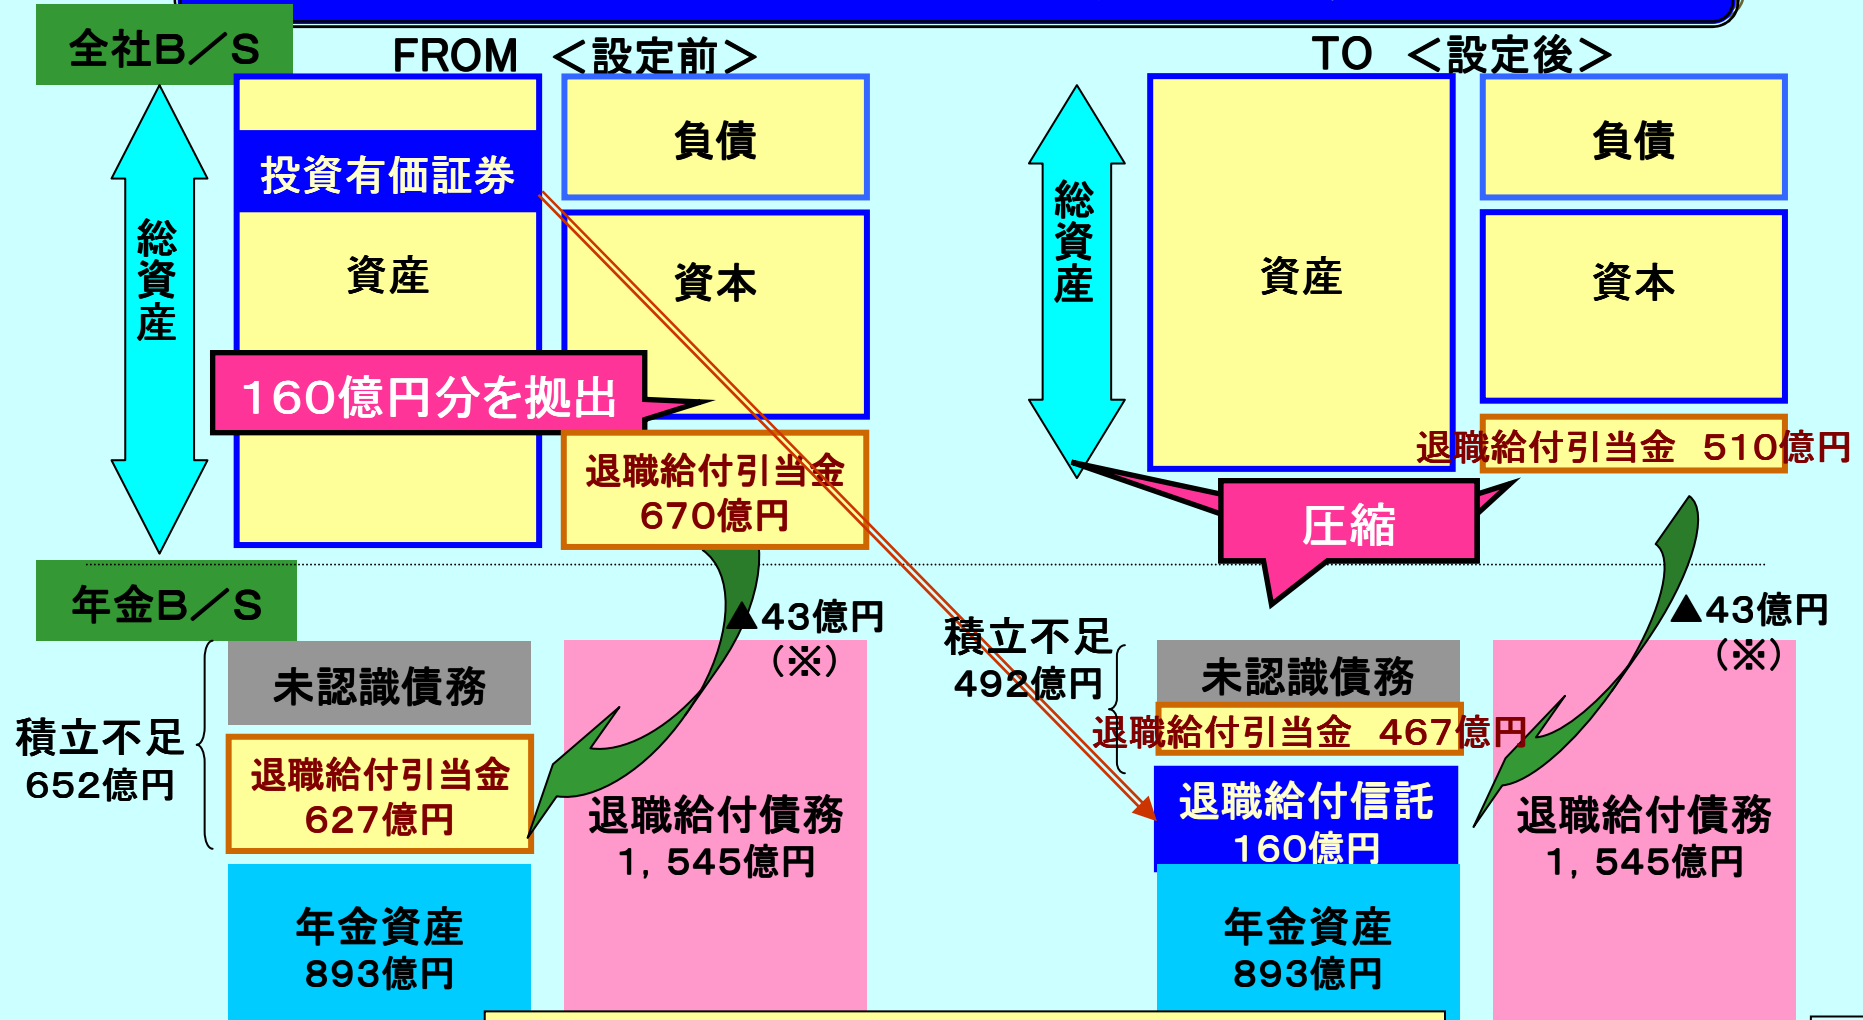 全社B／S
FROM ＜設定前＞
TO ＜設定後＞
総資産
投資有価証券
資産
負債
資本
160億円分を拠出
退職給付引当金
670億円
総資産
資産
負債
資本
退職給付引当金 510億円
圧縮
年金B／S
▲43億円
（※）
未認識債務
積立不足
652億円
退職給付引当金
627億円
退職給付債務
1，545億円
年金資産
893億円
積立不足
492億円
▲43億円
（※）
未認識債務
退職給付引当金 467億円
退職給付信託
160億円
退職給付債務
1，545億円
年金資産
893億円